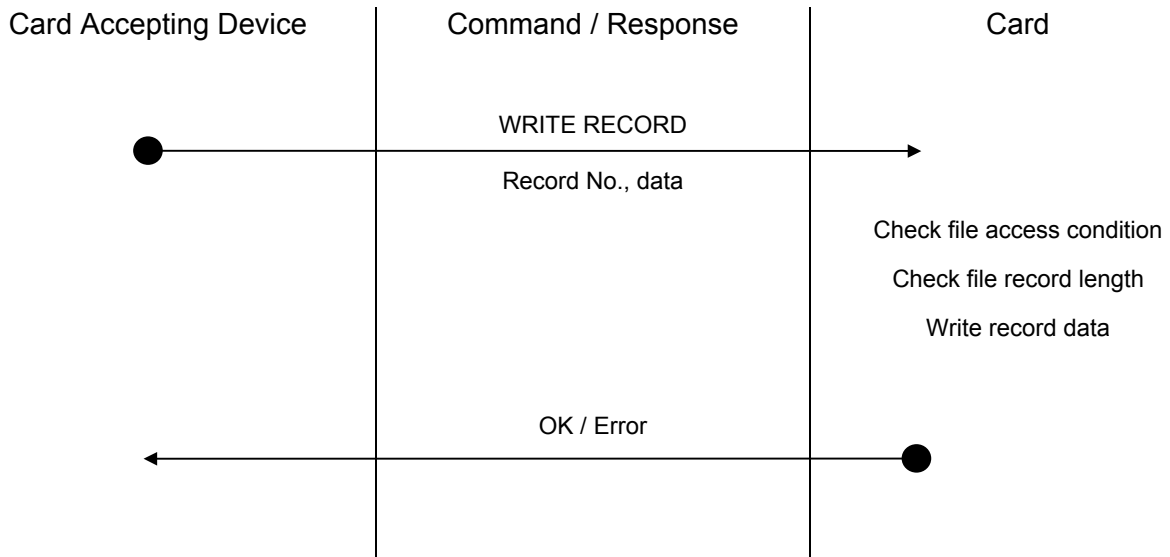 Card Accepting Device
Command / Response
Card
WRITE RECORD
Record No., data
Check file access condition
Check file record length
Write record data
OK / Error